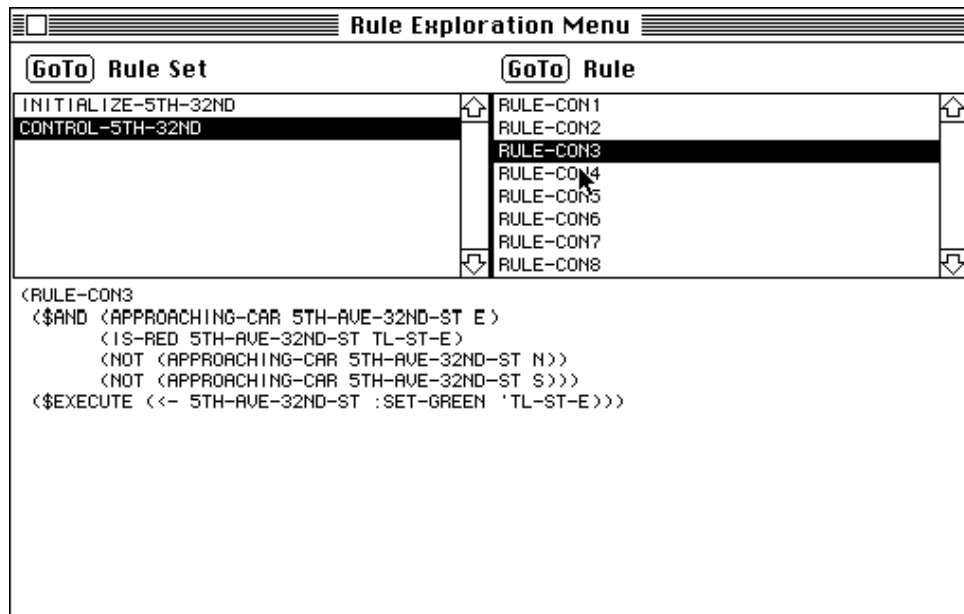 Rule Exploration Menu
GoTo Rule Set
GoTo Rule
INITIALIZE-5TH-32ND
CONTROL-5TH-32ND
RULE-CON1
RULE-CON2
RULE-CON3
RULE-CON4
RULE-CON5
RULE-CON6
RULE-CON7
RULE-CON8
(RULE-CON3
($AND (APPROACHING-CAR 5TH-AVE-32ND-ST E)
(IS-RED 5TH-AVE-32ND-ST TL-ST-E)
(NOT (APPROACHING-CAR 5TH-AVE-32ND-ST N))
(NOT (APPROACHING-CAR 5TH-AVE-32ND-ST S)))
($EXECUTE (<- 5TH-AVE-32ND-ST :SET-GREEN 'TL-ST-E)))